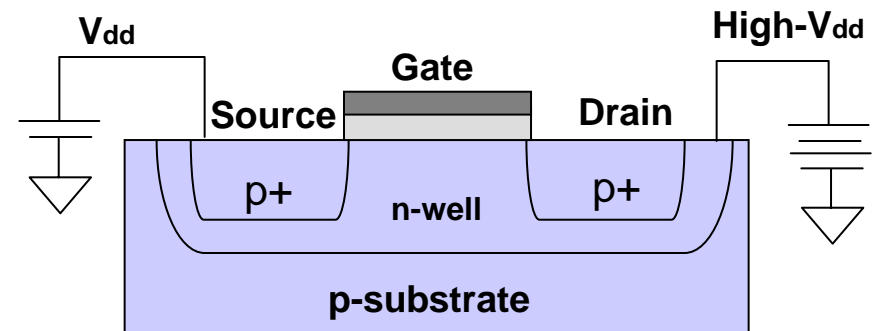 Vdd
High-Vdd
Gate
Source
Drain
p+
p+
n-well
p-substrate